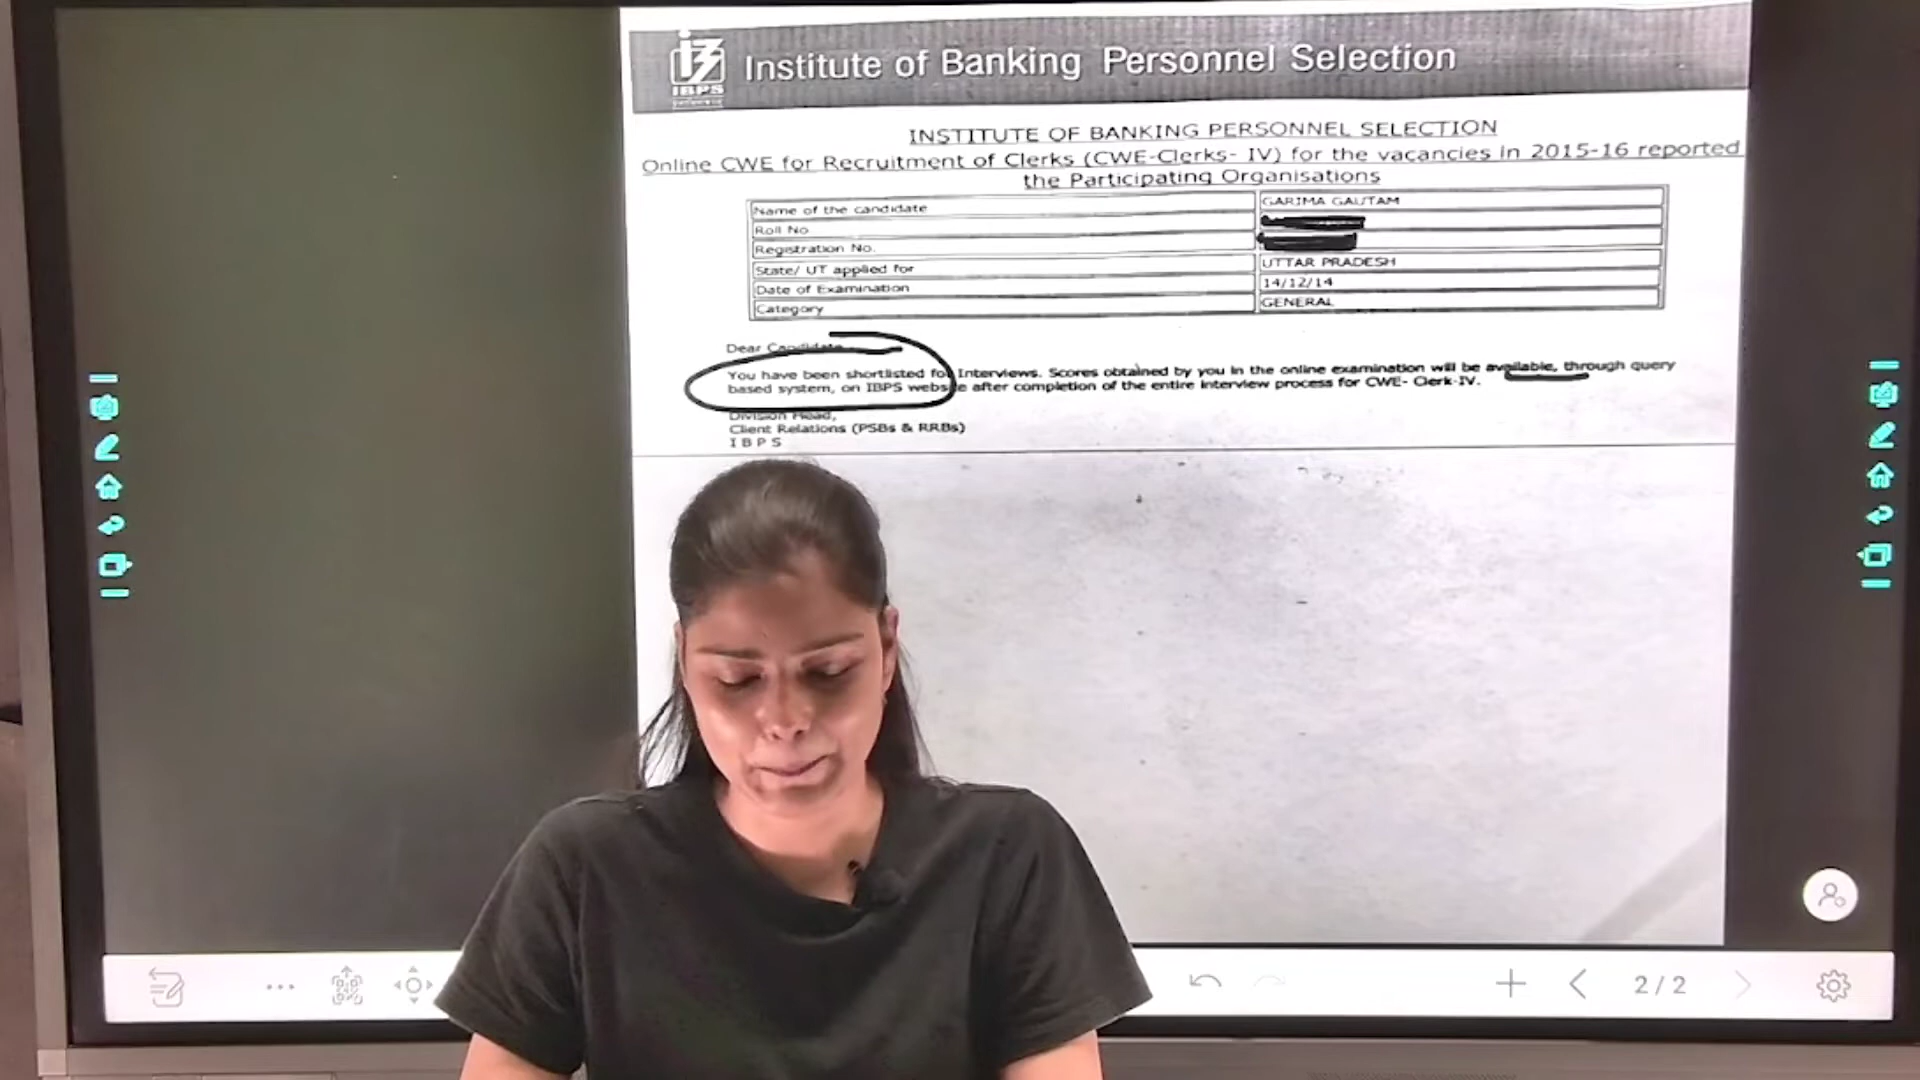 IBPS
Institute of Banking Personnel Selection
INSTITUTE OF BANKING PERSONNEL SELECTION
Online CWE for Recruitment of Clerks (CWE-Clerks- IV) for the vacancies in 2015-16 reported
the Participating Organisations
Name of the candidate GARIMA GAUTAM
Roll No
Registration No.
State/ UT applied for UTTAR PRADESH
Date of Examination 14/12/14
Category GENERAL
Dear Candidate
You have been shortlisted for Interviews. Scores obtained by you in the online examination will be available, through query
based system, on IBPS website after completion of the entire interview process for CWE- Clerk-IV.
Division Head,
Client Relations (PSBs & RRBs)
I B P S
2/2